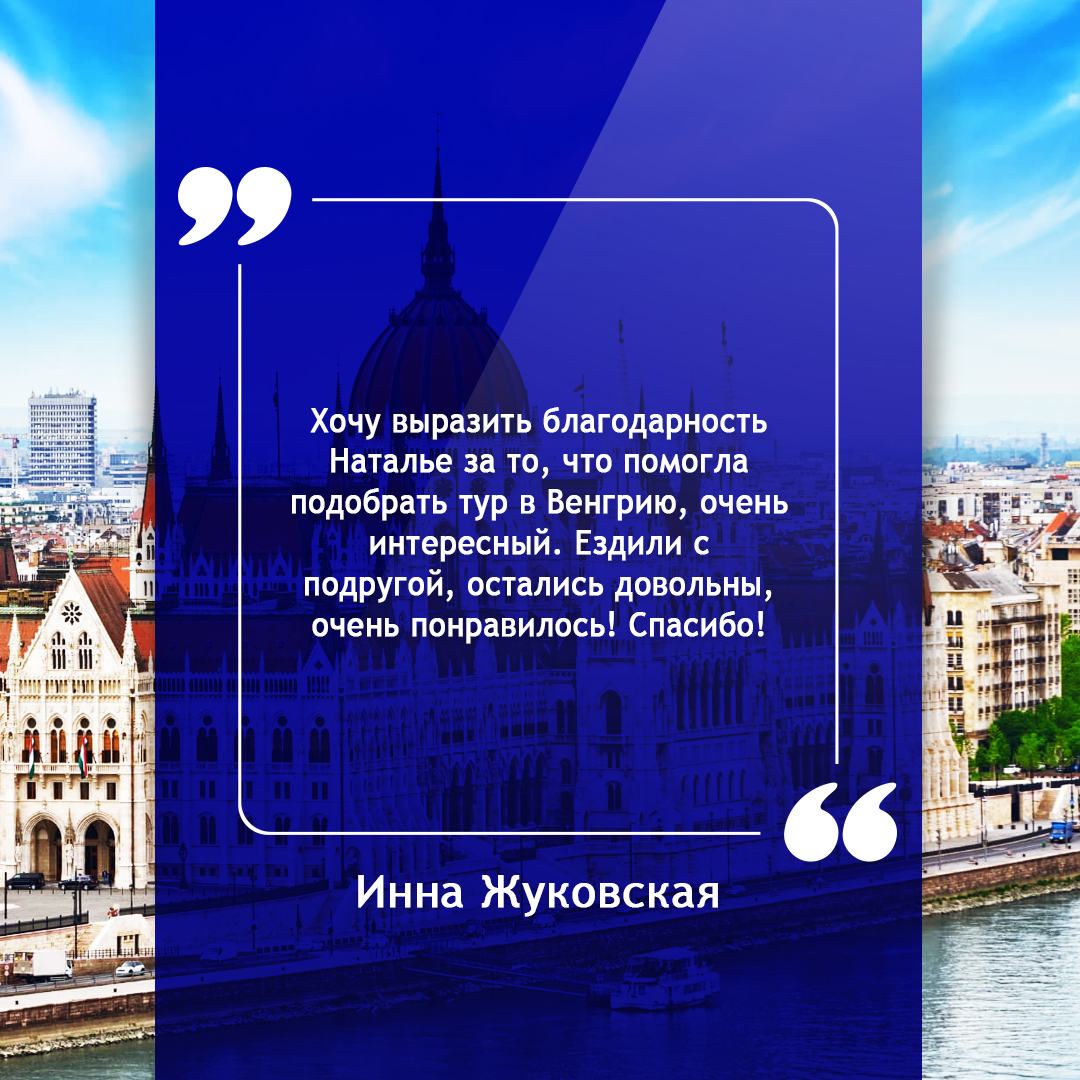 Хочу выразить благодарность
Наталье за то, что помогла
подобрать тур в Венгрию, очень
интересный. Ездили с
подругой, остались довольны,
очень понравилось! Спасибо!
Инна Жуковская